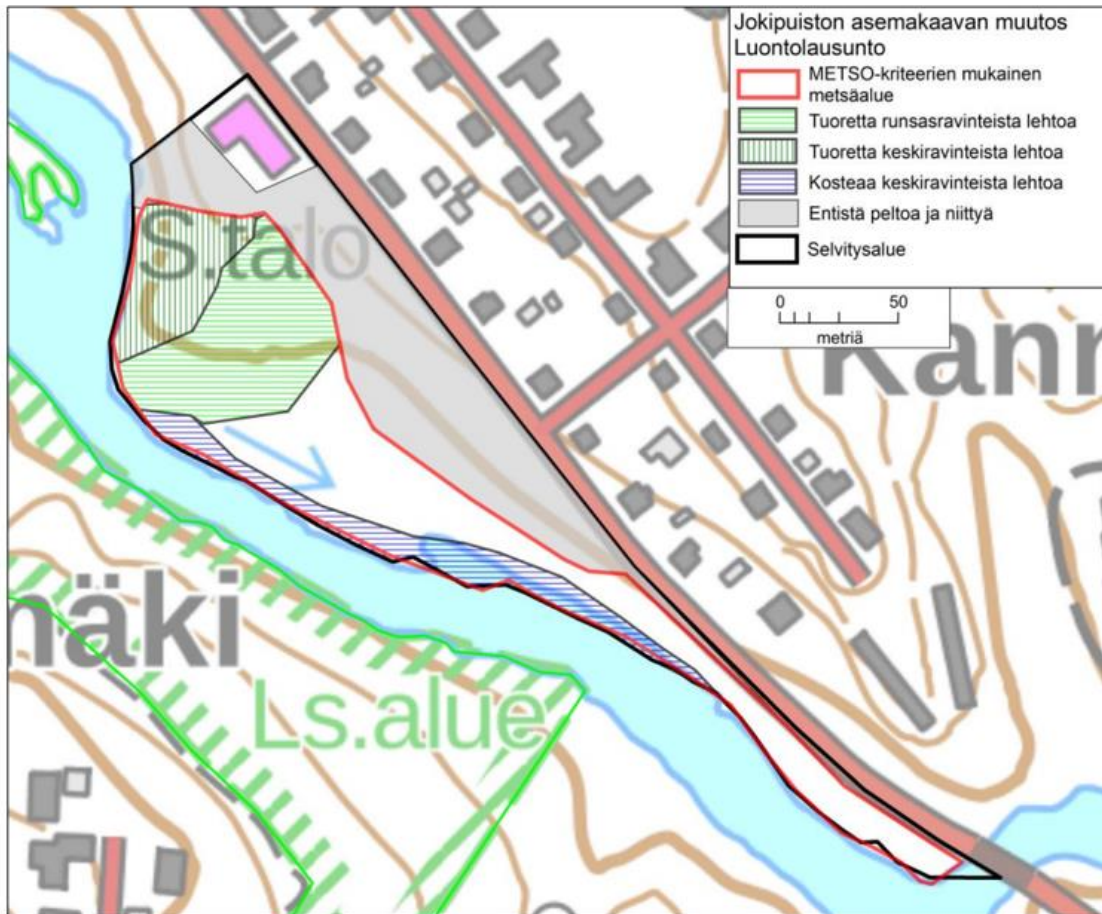 Jokipuiston asemakaavan muutos
Luontolausunto
METSO-kriteerien mukainen
metsäalue
Tuoretta runsasravinteista lehtoa
Tuoretta keskiravinteista lehtoa
Kosteaa keskiravinteista lehtoa
Entistä peltoa ja niittyä
Selvitysalue
0 50
metriä
S.talo
Kann
mäki
Ls.alue